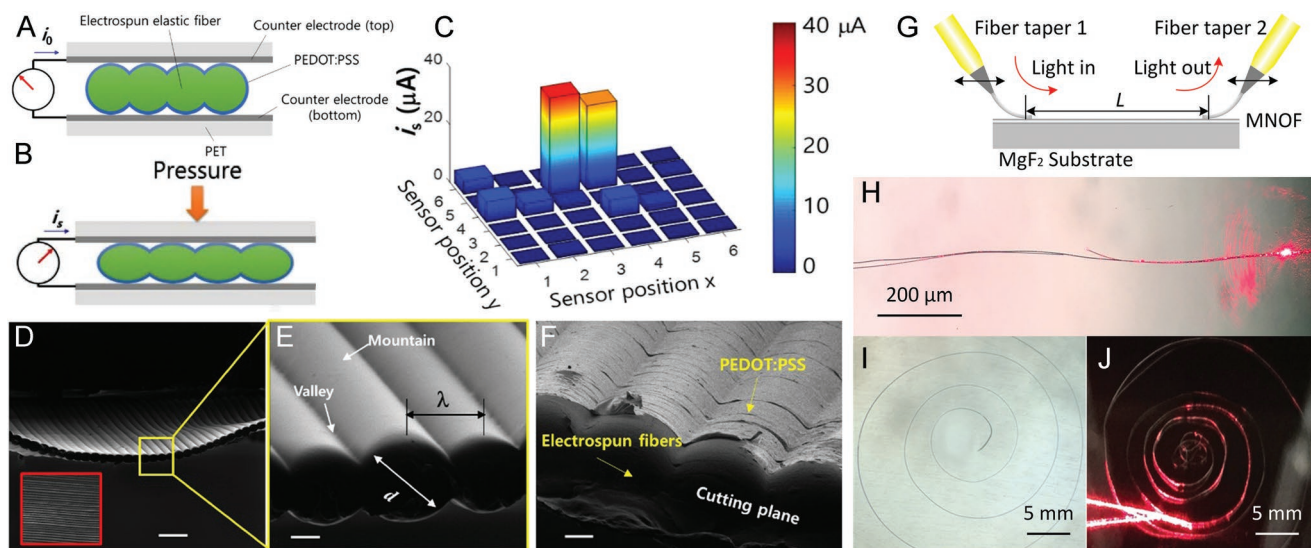 A
i0
Electrospun elastic fiber
Counter electrode (top)
PEDOT:PSS
Counter electrode
(bottom)
PET
B
Pressure
is
C
40 μA
30
20
10
0
is (μA)
40
20
0
Sensor position y
6
5
4
3
2
1
1
2
3
4
5
6
Sensor position x
G
Fiber taper 1
Fiber taper 2
Light in
Light out
L
MNOF
MgF2 Substrate
D
E
Mountain
Valley
λ
d
F
PEDOT:PSS
Electrospun fibers
Cutting plane
H
200 μm
I
5 mm
J
5 mm